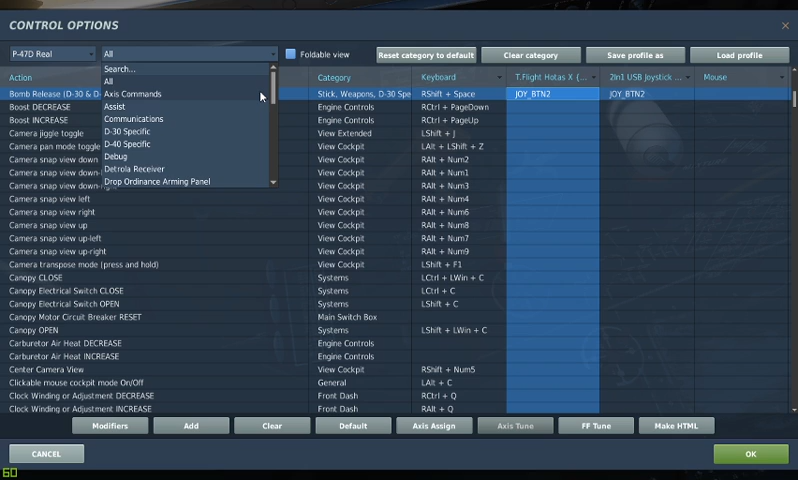 CONTROL OPTIONS
P-47D Real All Foldable view Reset category to default Clear category Save profile as Load profile
Search...
All
Axis Commands
Assist
Communications
D-30 Specific
D-40 Specific
Debug
Detrola Receiver
Drop Ordinance Arming Panel
Action Category Keyboard T.Flight Hotas X {... 2In1 USB Joystick ... Mouse
Bomb Release (D-30 & D- Stick, Weapons, D-30 Spe RShift + Space JOY_BTN2 JOY_BTN2
Boost DECREASE Engine Controls RCtrl + PageDown
Boost INCREASE Engine Controls RCtrl + PageUp
Camera jiggle toggle View Extended LShift + J
Camera pan mode toggle View Cockpit LAlt + LShift + Z
Camera snap view down View Cockpit RAlt + Num2
Camera snap view down- View Cockpit RAlt + Num1
Camera snap view down- View Cockpit RAlt + Num3
Camera snap view left View Cockpit RAlt + Num4
Camera snap view right View Cockpit RAlt + Num6
Camera snap view up View Cockpit RAlt + Num8
Camera snap view up-left View Cockpit RAlt + Num7
Camera snap view up-right View Cockpit RAlt + Num9
Camera transpose mode (press and hold) View Cockpit LShift + F1
Canopy CLOSE Systems LCtrl + LWin + C
Canopy Electrical Switch CLOSE Systems LCtrl + C
Canopy Electrical Switch OPEN Systems LShift + C
Canopy Motor Circuit Breaker RESET Main Switch Box
Canopy OPEN Systems LShift + LWin + C
Carburetor Air Heat DECREASE Engine Controls
Carburetor Air Heat INCREASE Engine Controls
Center Camera View View Cockpit RShift + Num5
Clickable mouse cockpit mode On/Off General LAlt + C
Clock Winding or Adjustment DECREASE Front Dash RCtrl + Q
Clock Winding or Adjustment INCREASE Front Dash RAlt + Q
Modifiers Add Clear Default Axis Assign Axis Tune FF Tune Make HTML
CANCEL OK
60